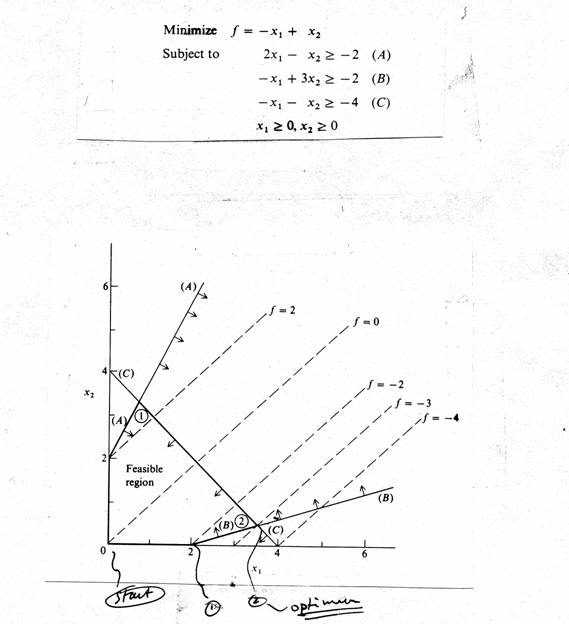 Minimize f = −x₁ + x₂
Subject to 2x₁ − x₂ ≥ −2 (A)
−x₁ + 3x₂ ≥ −2 (B)
−x₁ − x₂ ≥ −4 (C)
x₁ ≥ 0, x₂ ≥ 0
6
(A)
f = 2
f = 0
4
(C)
x₂
f = −2
f = −3
f = −4
(A)
①
2
Feasible
region
(B)
(B)
②
(C)
0
2
4
6
x₁
Start
①
② optimum